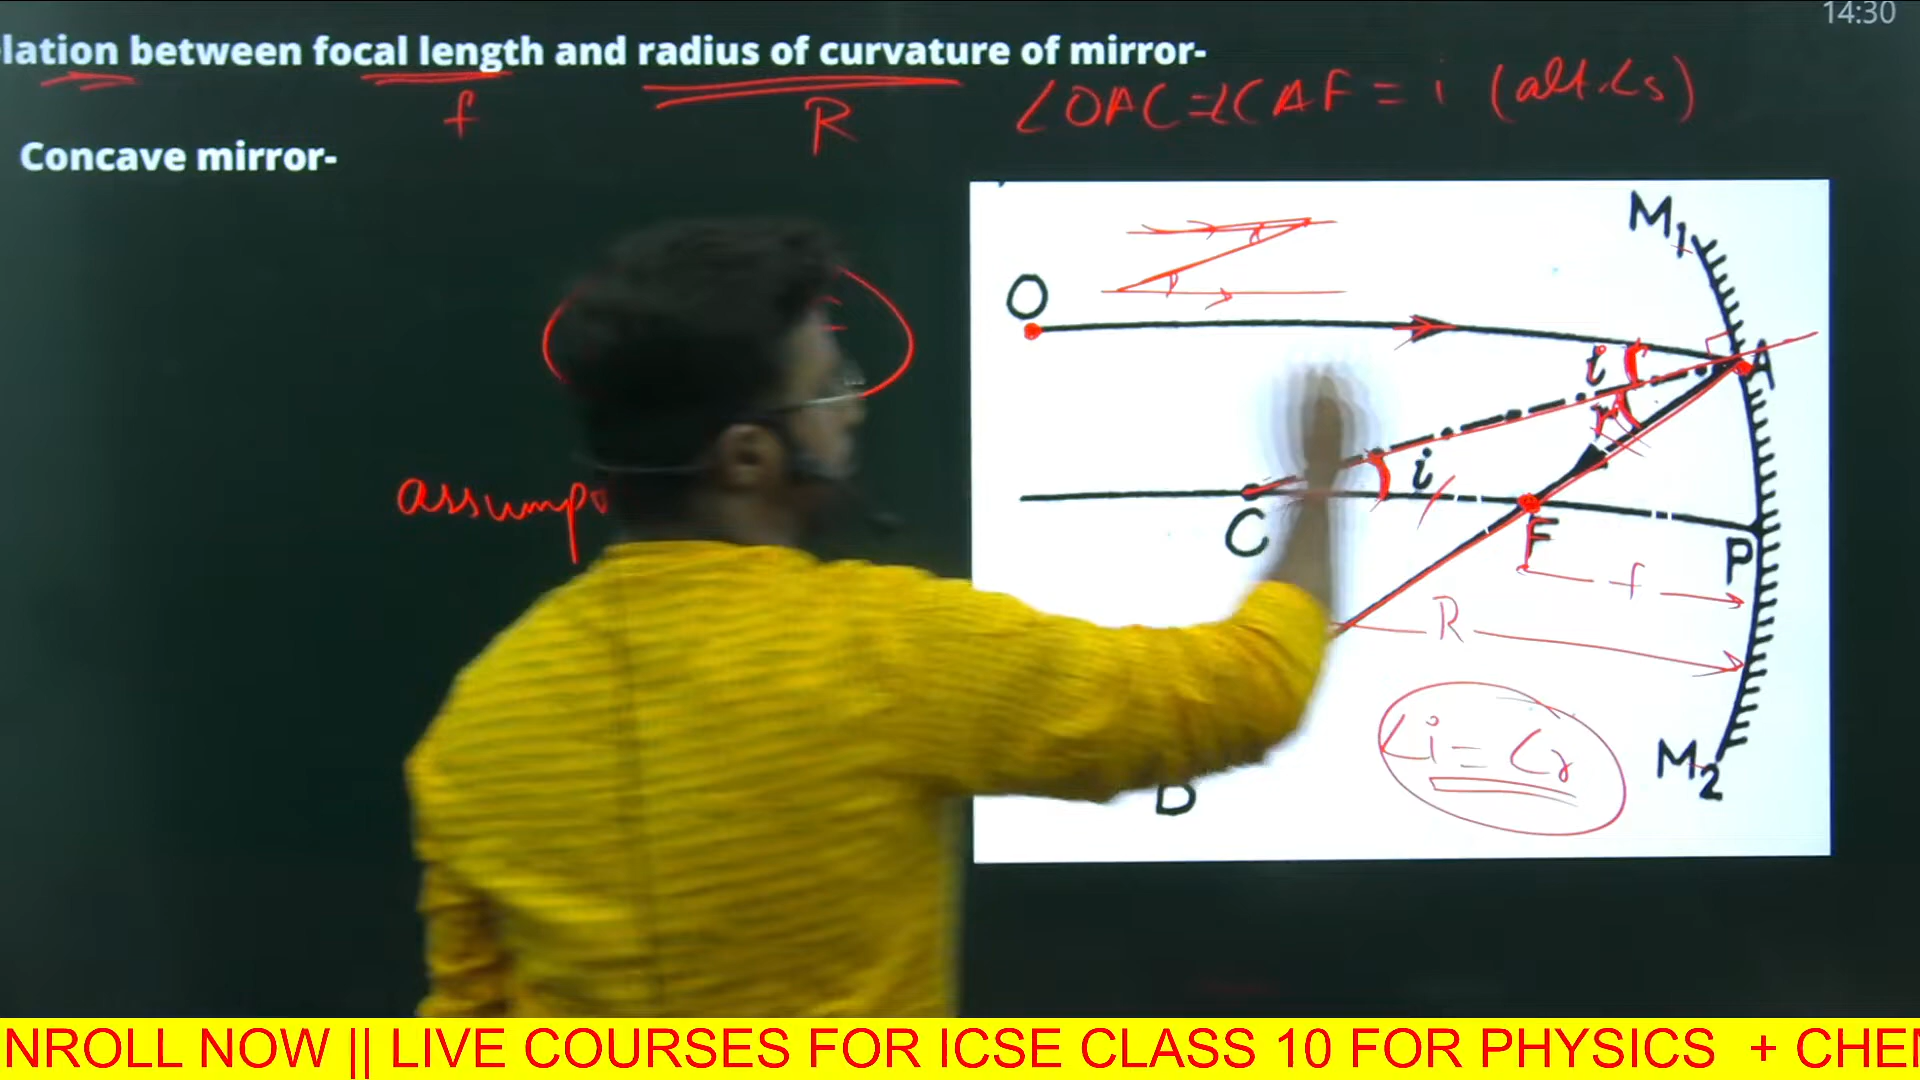 14:30
lation between focal length and radius of curvature of mirror-
f
R
∠OAC=∠CAF = i (alt.∠s)
Concave mirror-
M1
O
i
A
r
i
assumpo
C
F
P
f
R
∠i = ∠r
M2
D
NROLL NOW || LIVE COURSES FOR ICSE CLASS 10 FOR PHYSICS + CHE